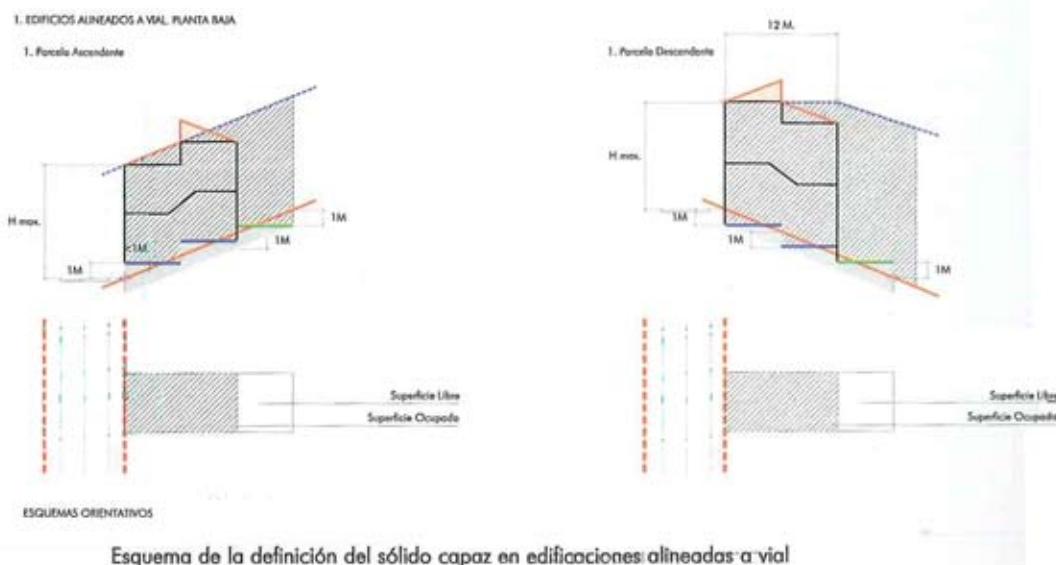 1. EDIFICIOS ALINEADOS A VIAL. PLANTA BAJA
1. Parcela Ascendente
H max.
<1M.
1M
1M
1M
Superficie Libre
Superficie Ocupada
1. Parcela Descendente
12 M.
H max.
1M
1M
1M
Superficie Libre
Superficie Ocupada
ESQUEMAS ORIENTATIVOS
Esquema de la definición del sólido capaz en edificaciones alineadas a vial